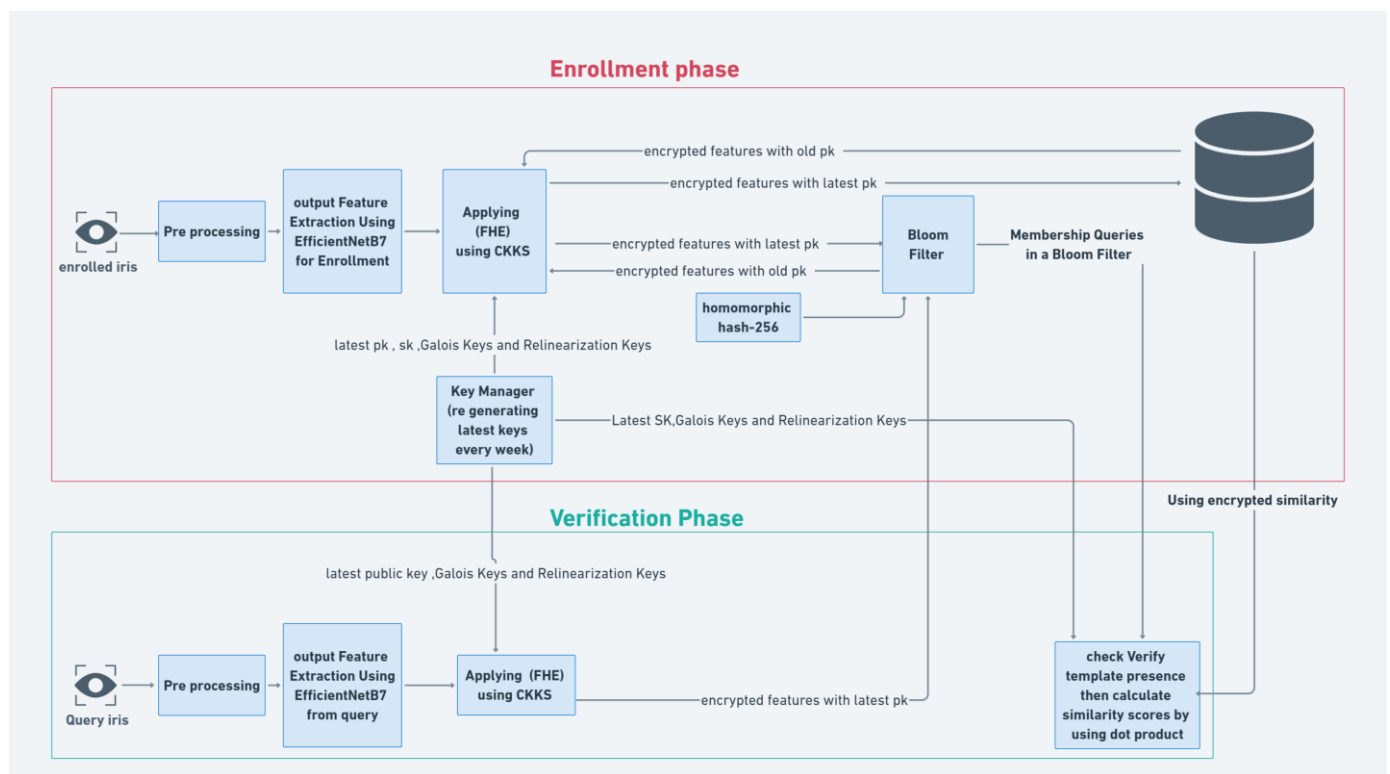 Enrollment phase
encrypted features with old pk
encrypted features with latest pk
enrolled iris
Pre processing
output Feature
Extraction Using
EfficientNetB7
for Enrollment
Applying
(FHE)
using CKKS
encrypted features with latest pk
encrypted features with old pk
Bloom
Filter
Membership Queries
in a Bloom Filter
homomorphic
hash-256
latest pk , sk ,Galois Keys and Relinearization Keys
Key Manager
(re generating
latest keys
every week)
Latest SK,Galois Keys and Relinearization Keys
Using encrypted similarity
Verification Phase
latest public key ,Galois Keys and Relinearization Keys
Query iris
Pre processing
output Feature
Extraction Using
EfficientNetB7
from query
Applying (FHE)
using CKKS
encrypted features with latest pk
check Verify
template presence
then calculate
similarity scores by
using dot product